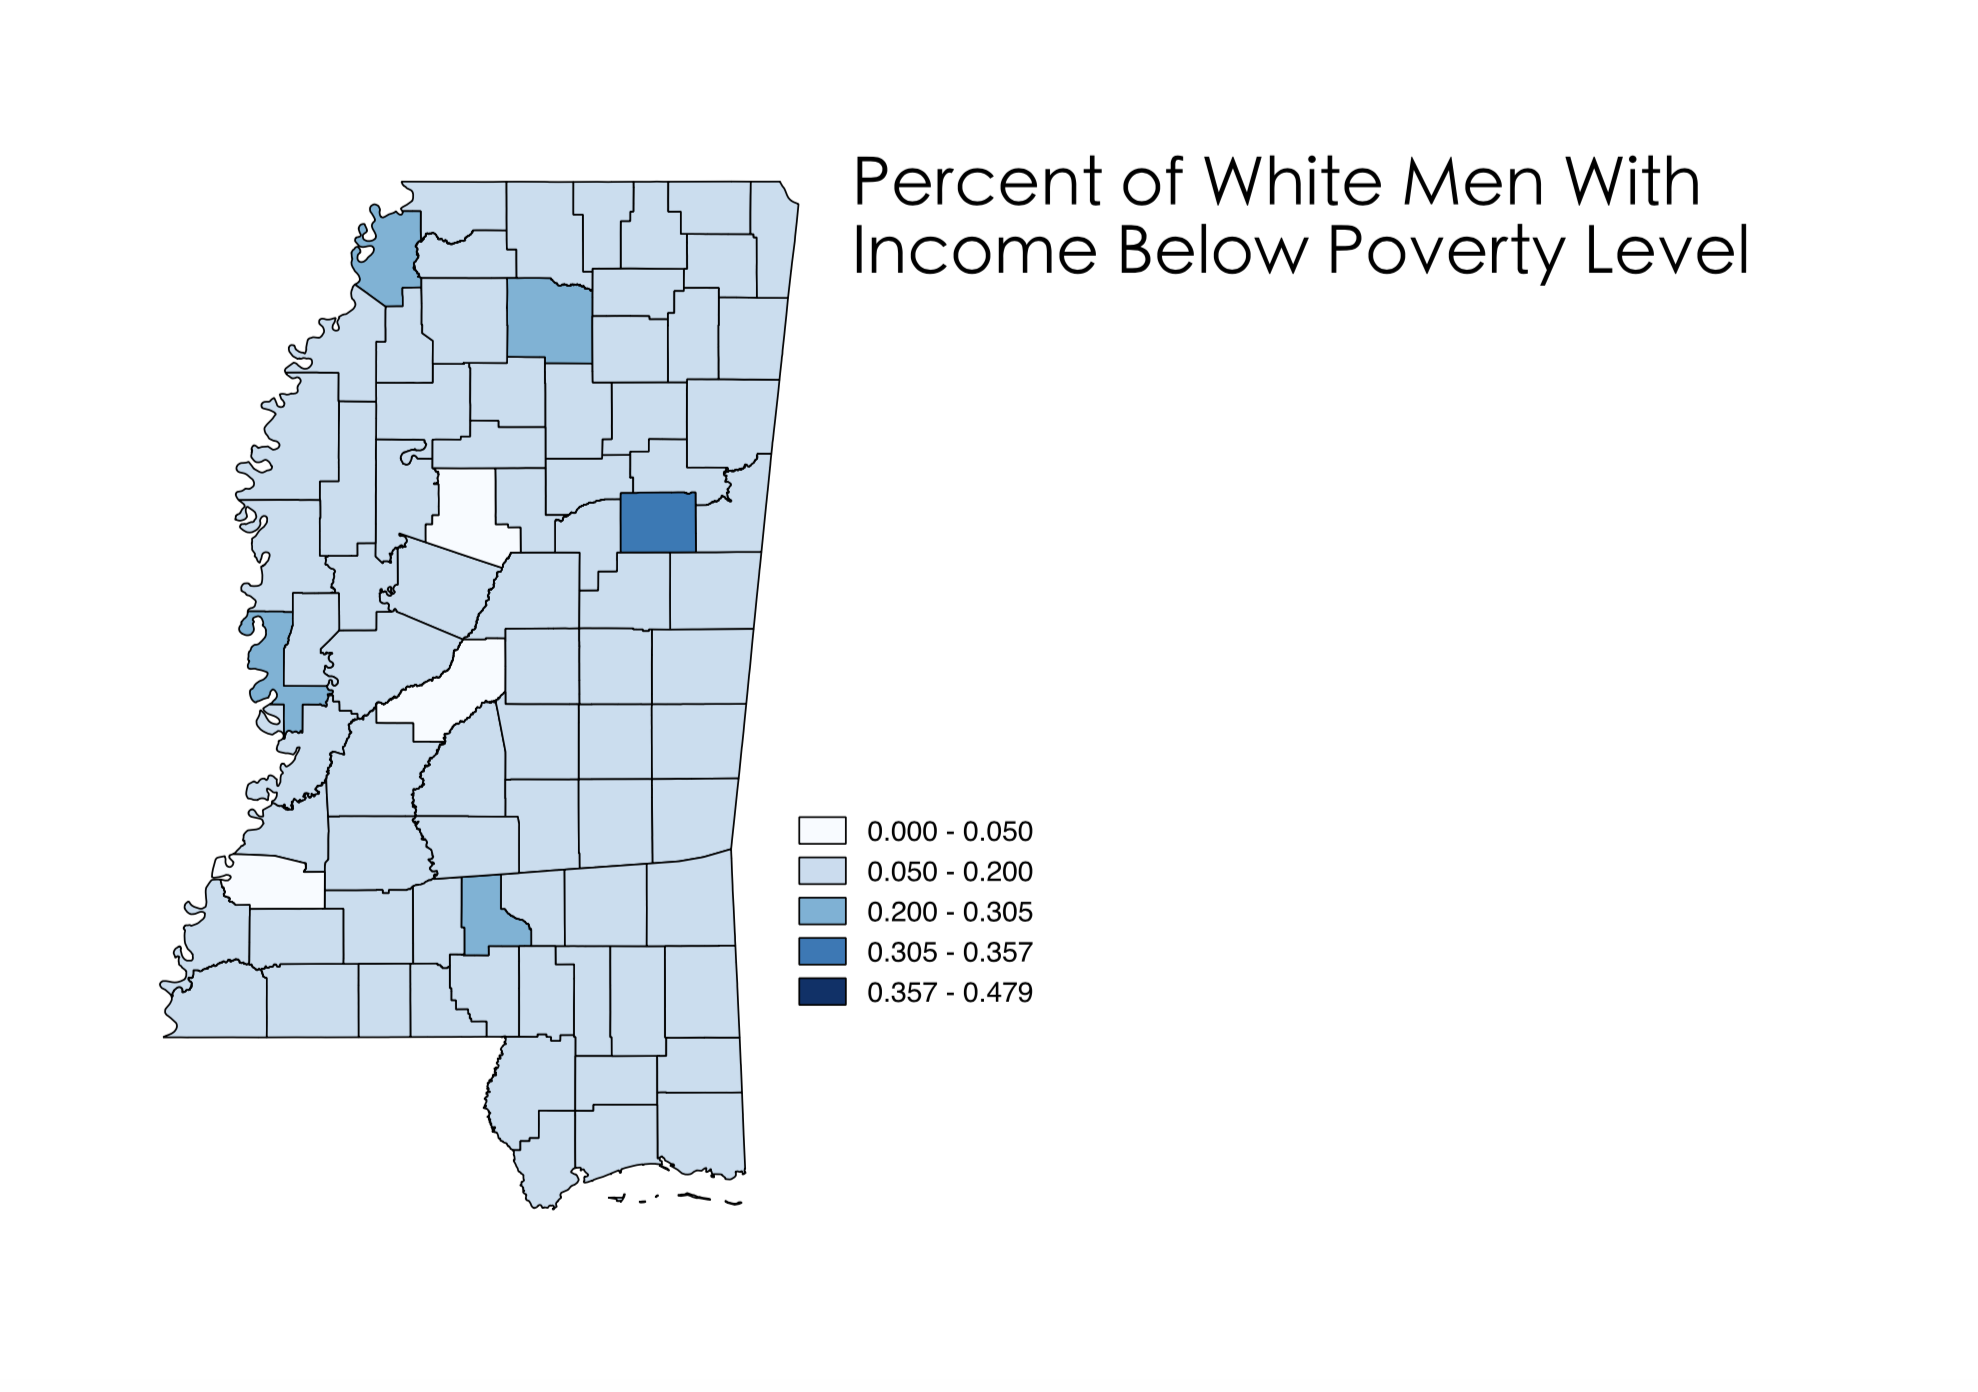 Percent of White Men With
Income Below Poverty Level
0.000 - 0.050
0.050 - 0.200
0.200 - 0.305
0.305 - 0.357
0.357 - 0.479